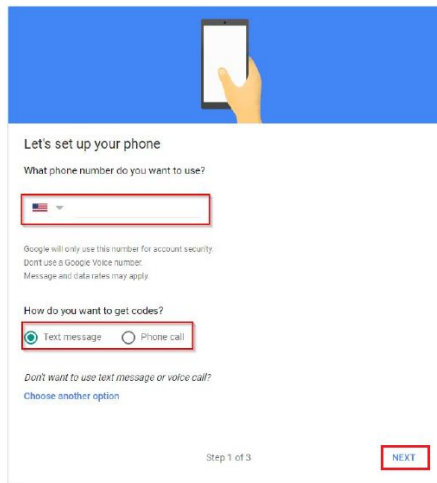 Let's set up your phone
What phone number do you want to use?
Google will only use this number for account security.
Don't use a Google Voice number.
Message and data rates may apply.
How do you want to get codes?
Text message Phone call
Don't want to use text message or voice call?
Choose another option
Step 1 of 3 NEXT